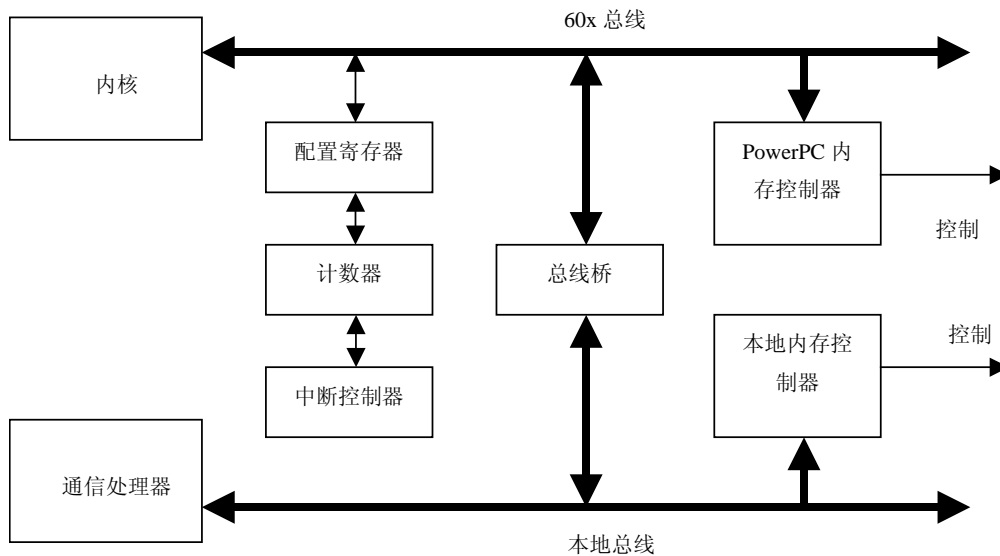 60x 总线
内核
配置寄存器
PowerPC 内
存控制器
控制
计数器
总线桥
本地内存控
制器
控制
中断控制器
通信处理器
本地总线